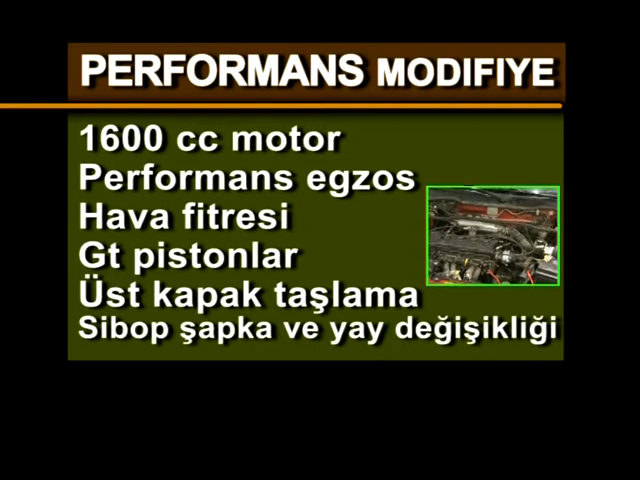 PERFORMANS MODIFIYE
1600 cc motor
Performans egzos
Hava fitresi
Gt pistonlar
Üst kapak taşlama
Sibop şapka ve yay değişikliği